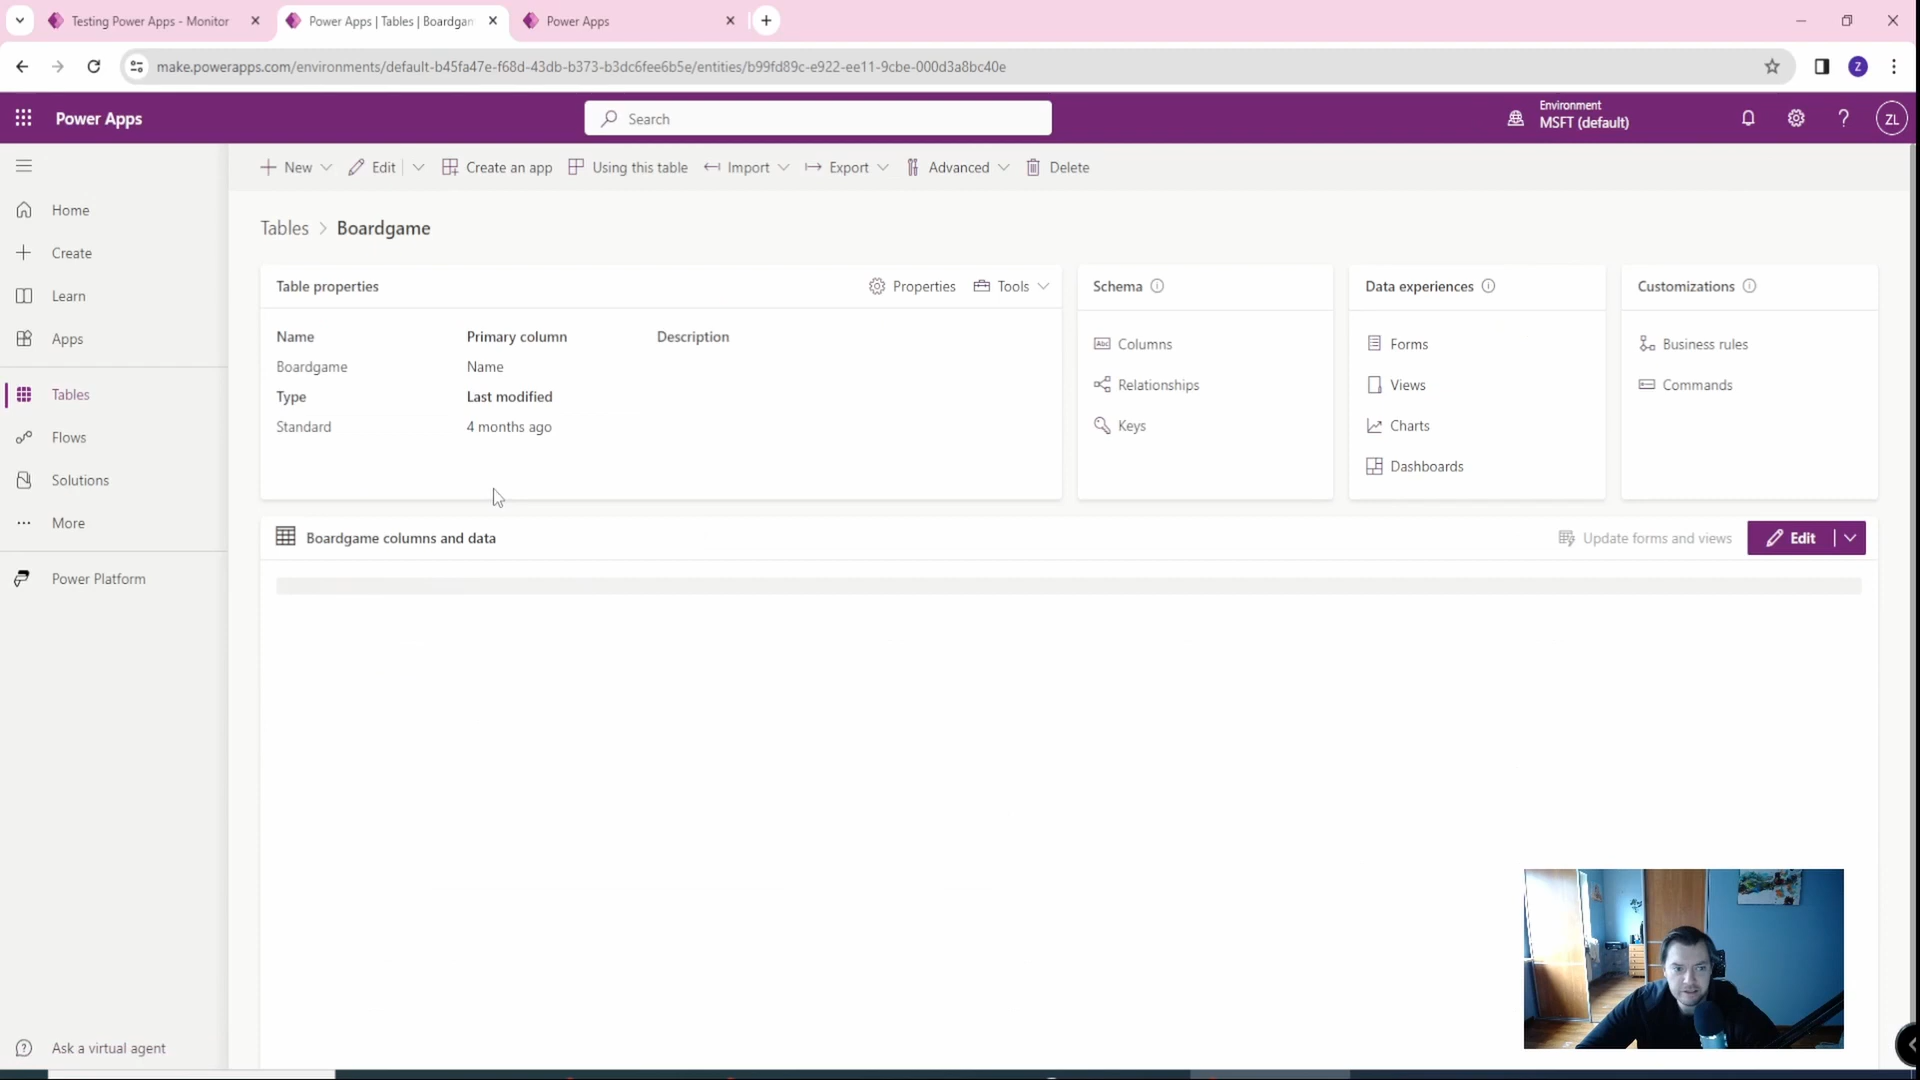 Testing Power Apps - Monitor
Power Apps | Tables | Boardgam
Power Apps
make.powerapps.com/environments/default-b45fa47e-f68d-43db-b373-b3dc6fee6b5e/entities/b99fd89c-e922-ee11-9cbe-000d3a8bc40e
Z
Power Apps
Search
Environment
MSFT (default)
ZL
New
Edit
Create an app
Using this table
Import
Export
Advanced
Delete
Home
Create
Learn
Apps
Tables
Flows
Solutions
More
Power Platform
Ask a virtual agent
Tables > Boardgame
Table properties
Properties
Tools
Name
Primary column
Description
Boardgame
Name
Type
Last modified
Standard
4 months ago
Schema
Columns
Relationships
Keys
Data experiences
Forms
Views
Charts
Dashboards
Customizations
Business rules
Commands
Boardgame columns and data
Update forms and views
Edit